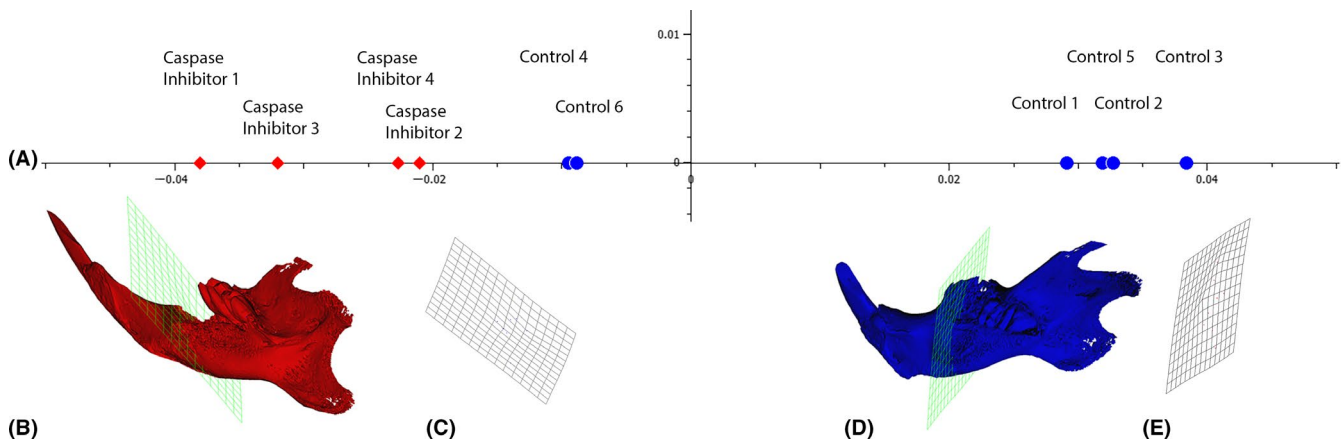 0.01
Caspase
Inhibitor 1
Caspase
Inhibitor 4
Control 4
Control 5
Control 3
Caspase
Inhibitor 3
Caspase
Inhibitor 2
Control 6
Control 1
Control 2
(A)
0
−0.04
−0.02
0
0.02
0.04
(B)
(C)
(D)
(E)